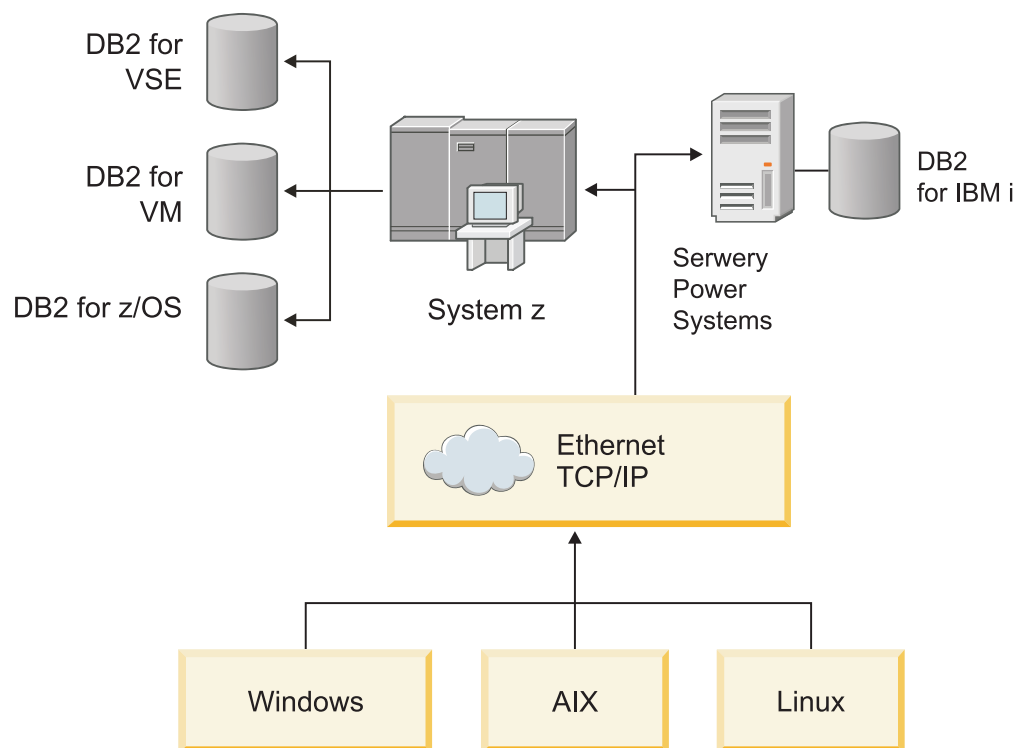 DB2 for
VSE
DB2 for
VM
DB2 for z/OS
System z
DB2
for IBM i
Serwery
Power
Systems
Ethernet
TCP/IP
Windows
AIX
Linux